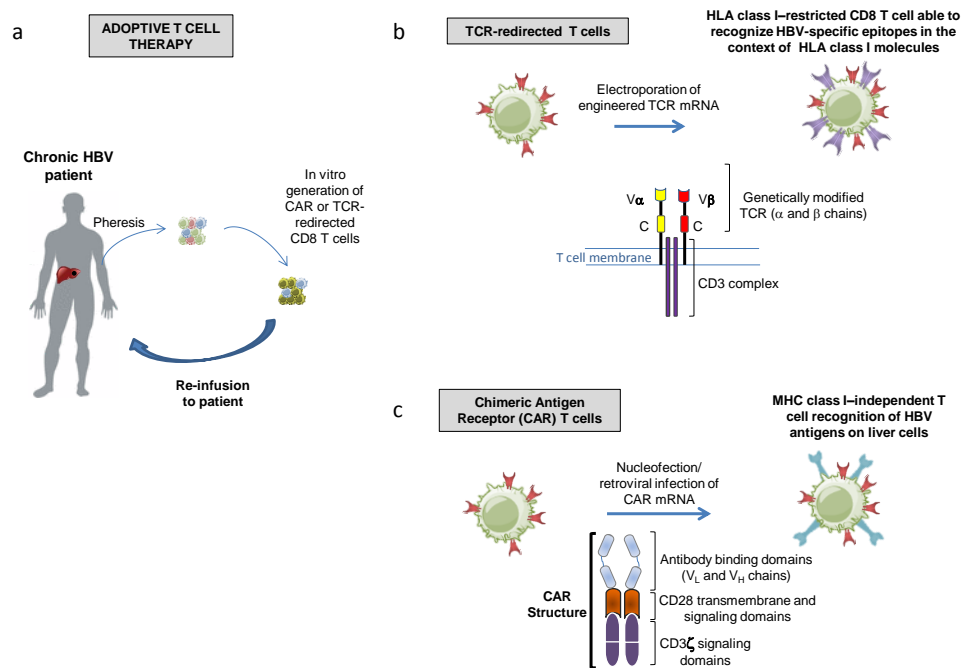 a
ADOPTIVE T CELL
THERAPY
Chronic HBV
patient
Pheresis
In vitro
generation of
CAR or TCR-
redirected
CD8 T cells
Re-infusion
to patient
b
TCR-redirected T cells
HLA class I–restricted CD8 T cell able to
recognize HBV-specific epitopes in the
context of HLA class I molecules
Electroporation of
engineered TCR mRNA
Vα
Vβ
C
C
Genetically modified
TCR (α and β chains)
T cell membrane
CD3 complex
c
Chimeric Antigen
Receptor (CAR) T cells
MHC class I–independent T
cell recognition of HBV
antigens on liver cells
Nucleofection/
retroviral infection of
CAR mRNA
CAR
Structure
Antibody binding domains
(VL and VH chains)
CD28 transmembrane and
signaling domains
CD3ζ signaling
domains